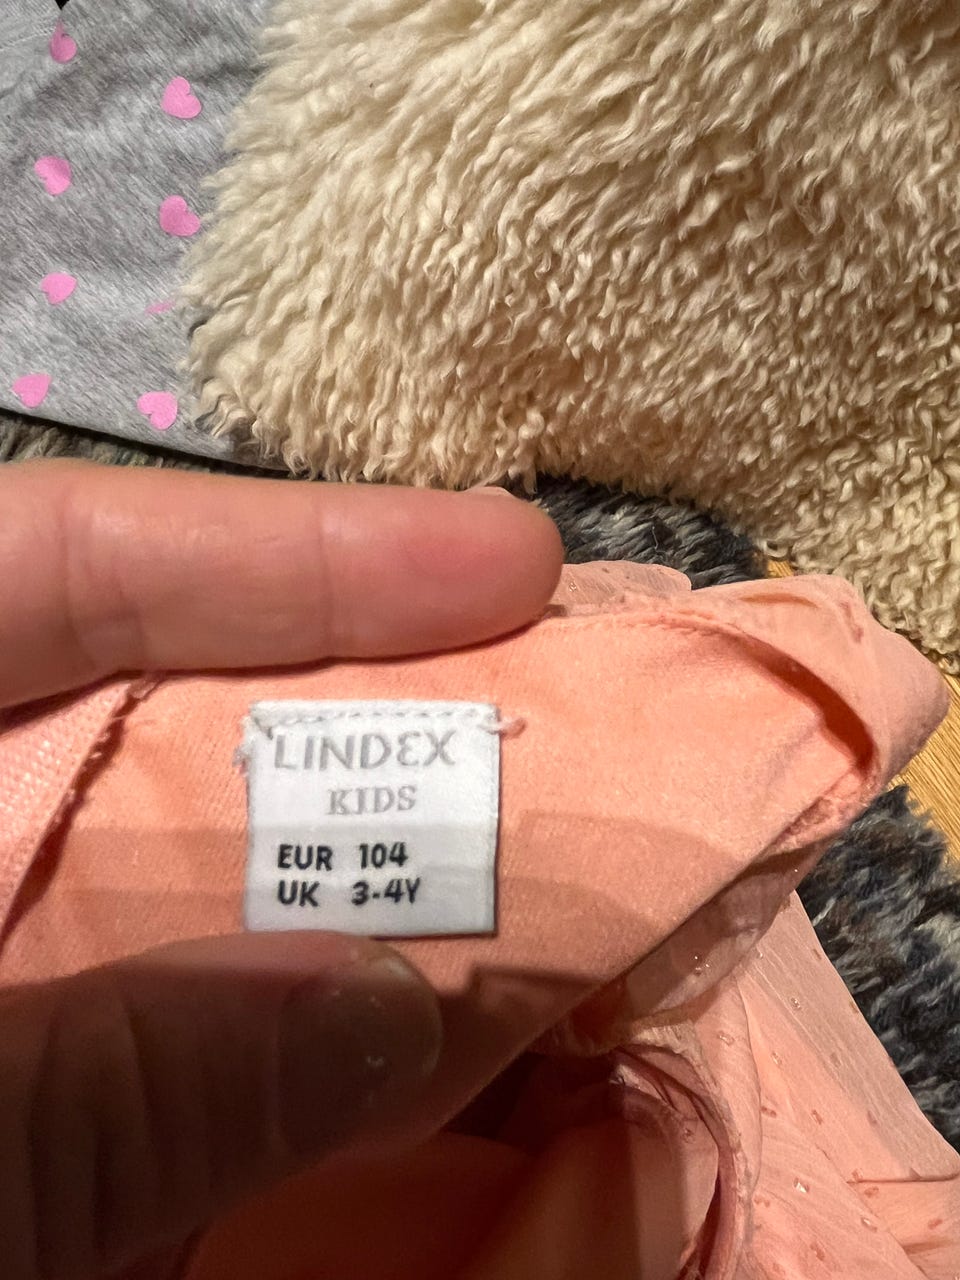 LINDEX
KIDS
EUR 104
UK 3-4Y